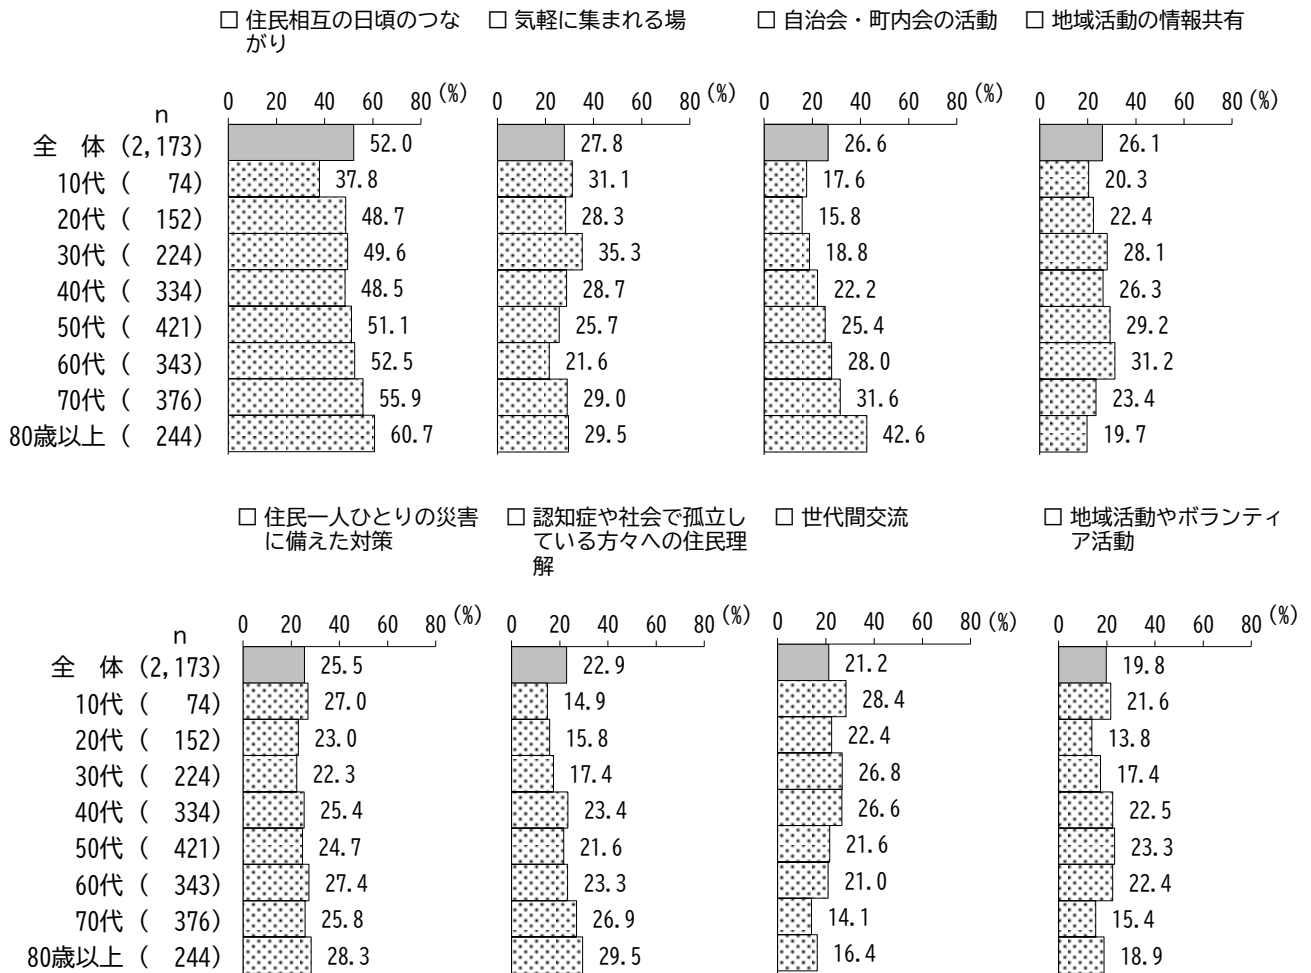 □ 住民相互の日頃のつな
がり
□ 気軽に集まれる場
□ 自治会・町内会の活動
□ 地域活動の情報共有
n 0 20 40 60 80 (%) 0 20 40 60 80 (%) 0 20 40 60 80 (%) 0 20 40 60 80 (%)
全 体 (2,173) 52.0 27.8 26.6 26.1
10代 ( 74) 37.8 31.1 17.6 20.3
20代 ( 152) 48.7 28.3 15.8 22.4
30代 ( 224) 49.6 35.3 18.8 28.1
40代 ( 334) 48.5 28.7 22.2 26.3
50代 ( 421) 51.1 25.7 25.4 29.2
60代 ( 343) 52.5 21.6 28.0 31.2
70代 ( 376) 55.9 29.0 31.6 23.4
80歳以上 ( 244) 60.7 29.5 42.6 19.7
□ 住民一人ひとりの災害
に備えた対策
□ 認知症や社会で孤立し
ている方々への住民理
解
□ 世代間交流
□ 地域活動やボランティ
ア活動
n 0 20 40 60 80 (%) 0 20 40 60 80 (%) 0 20 40 60 80 (%) 0 20 40 60 80 (%)
全 体 (2,173) 25.5 22.9 21.2 19.8
10代 ( 74) 27.0 14.9 28.4 21.6
20代 ( 152) 23.0 15.8 22.4 13.8
30代 ( 224) 22.3 17.4 26.8 17.4
40代 ( 334) 25.4 23.4 26.6 22.5
50代 ( 421) 24.7 21.6 21.6 23.3
60代 ( 343) 27.4 23.3 21.0 22.4
70代 ( 376) 25.8 26.9 14.1 15.4
80歳以上 ( 244) 28.3 29.5 16.4 18.9